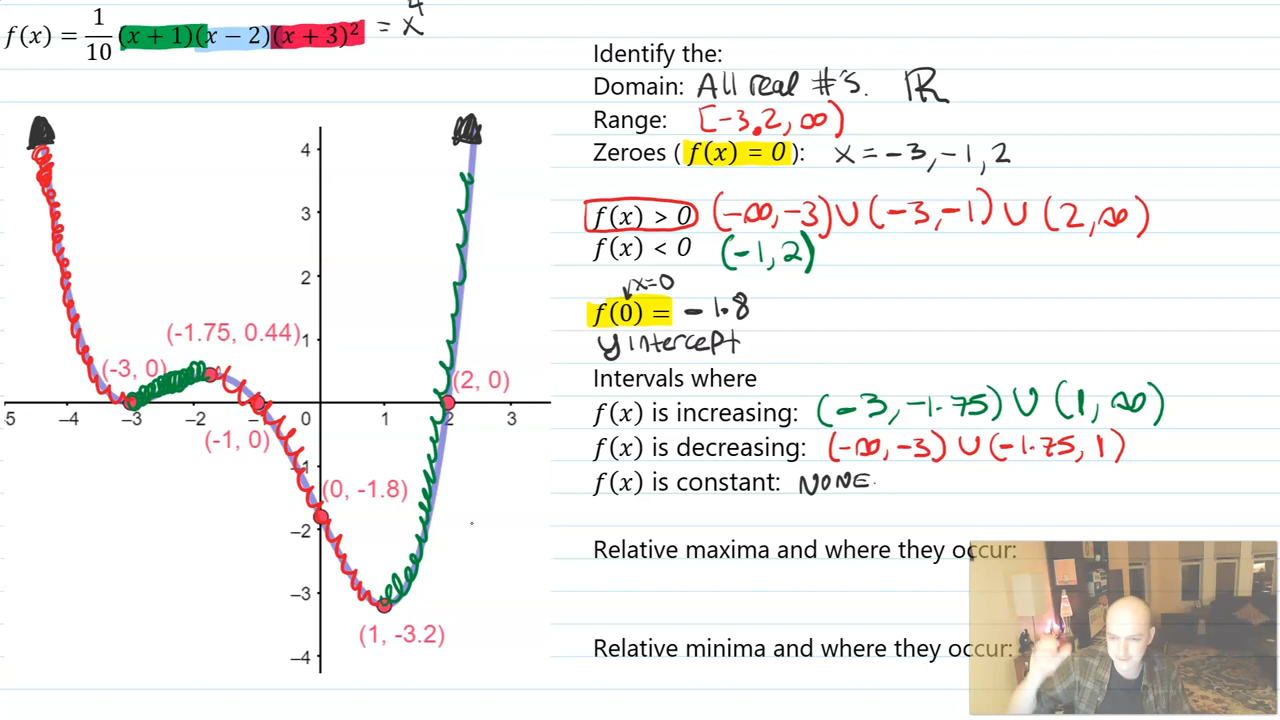 f(x) = 1/10 (x + 1)(x − 2)(x + 3)² = x⁴
Identify the:
Domain: All real #'s. ℝ
Range: [-3.2, ∞)
Zeroes ( f(x) = 0 ): x = -3, -1, 2
f(x) > 0 (-∞, -3) ∪ (-3, -1) ∪ (2, ∞)
f(x) < 0 (-1, 2)
x=0
f(0) = - 1.8
y intercept
Intervals where
f(x) is increasing: (-3, -1.75) ∪ (1, ∞)
f(x) is decreasing: (-∞, -3) ∪ (-1.75, 1)
f(x) is constant: NONE.
Relative maxima and where they occur:
Relative minima and where they occur:
4
3
2
(-1.75, 0.44)
1
(-3, 0)
(2, 0)
5 −4 −3 −2 −1 0 1 2 3
(-1, 0)
−1
(0, -1.8)
−2
−3
(1, -3.2)
−4